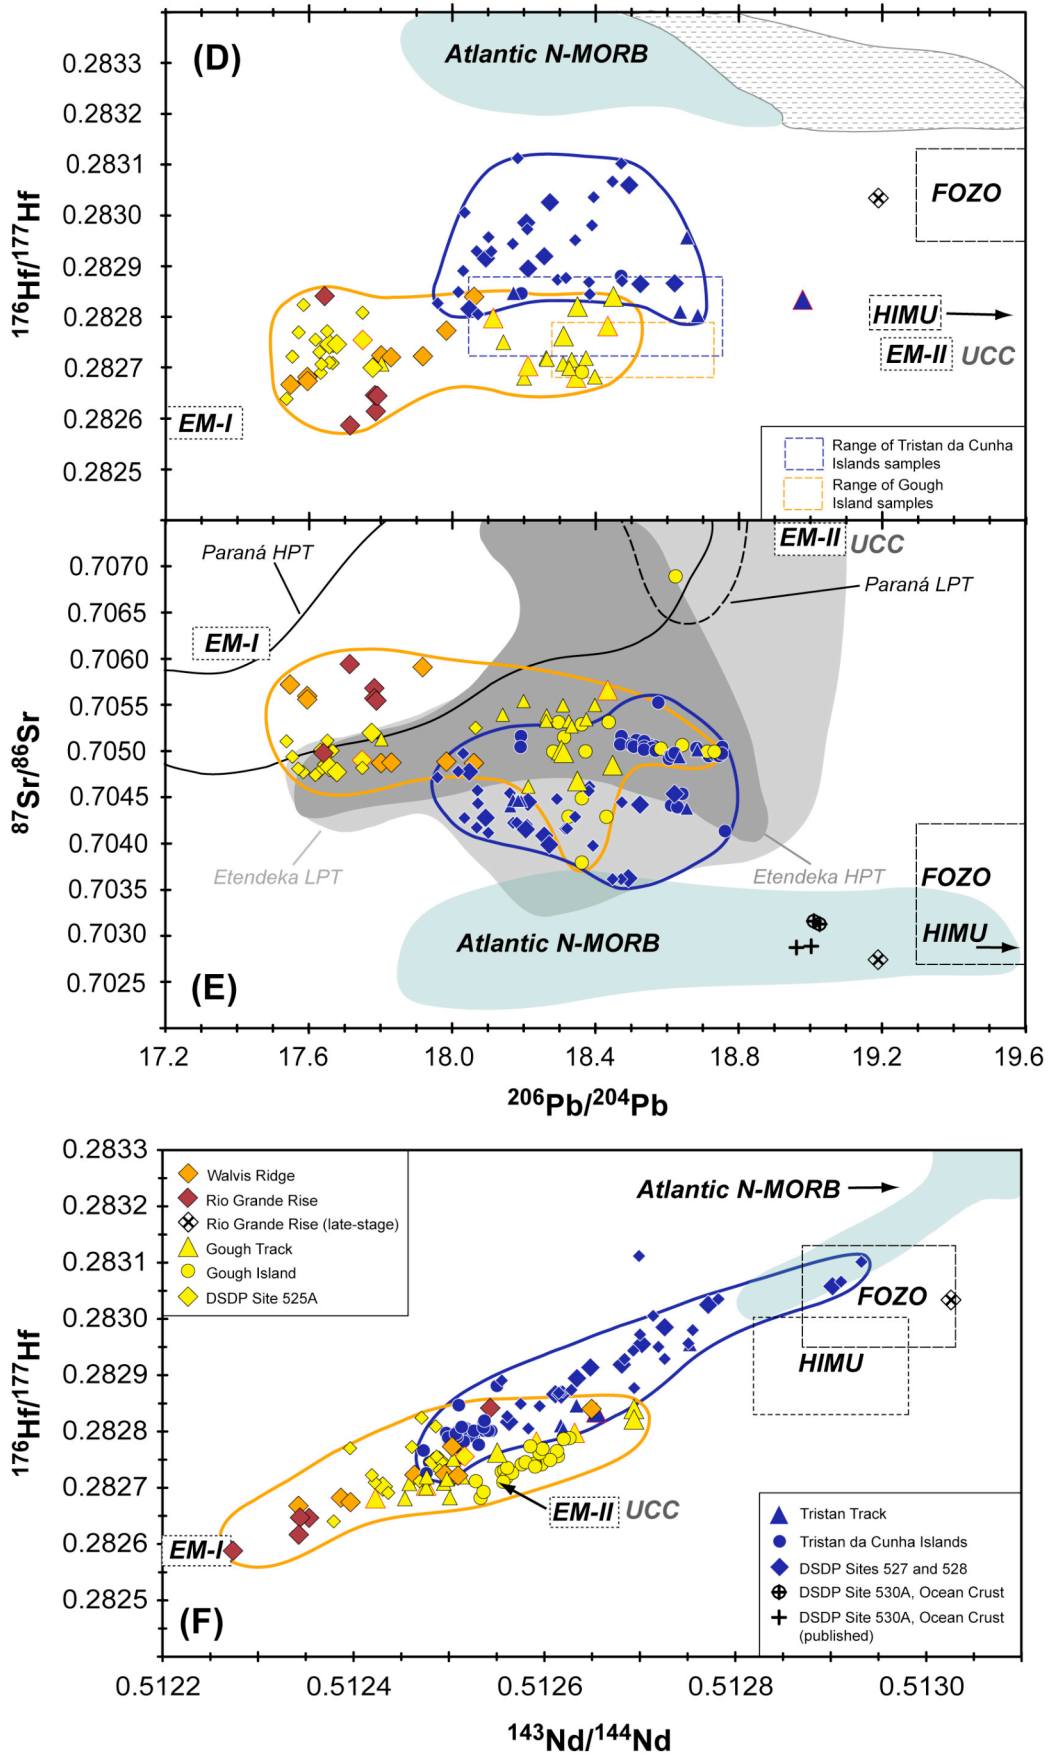 (D)
Atlantic N-MORB
0.2833
0.2832
0.2831
0.2830
0.2829
0.2828
0.2827
0.2826
0.2825
176Hf/177Hf
FOZO
HIMU
EM-II UCC
EM-I
Range of Tristan da Cunha
Islands samples
Range of Gough
Island samples
Paraná HPT
EM-II UCC
Paraná LPT
EM-I
0.7070
0.7065
0.7060
0.7055
0.7050
0.7045
0.7040
0.7035
0.7030
0.7025
87Sr/86Sr
Etendeka LPT
Etendeka HPT
FOZO
Atlantic N-MORB
HIMU
(E)
17.2 17.6 18.0 18.4 18.8 19.2 19.6
206Pb/204Pb
0.2833
0.2832
0.2831
0.2830
0.2829
0.2828
0.2827
0.2826
0.2825
176Hf/177Hf
Walvis Ridge
Rio Grande Rise
Rio Grande Rise (late-stage)
Gough Track
Gough Island
DSDP Site 525A
Atlantic N-MORB
FOZO
HIMU
EM-II UCC
EM-I
(F)
Tristan Track
Tristan da Cunha Islands
DSDP Sites 527 and 528
DSDP Site 530A, Ocean Crust
DSDP Site 530A, Ocean Crust
(published)
0.5122 0.5124 0.5126 0.5128 0.5130
143Nd/144Nd